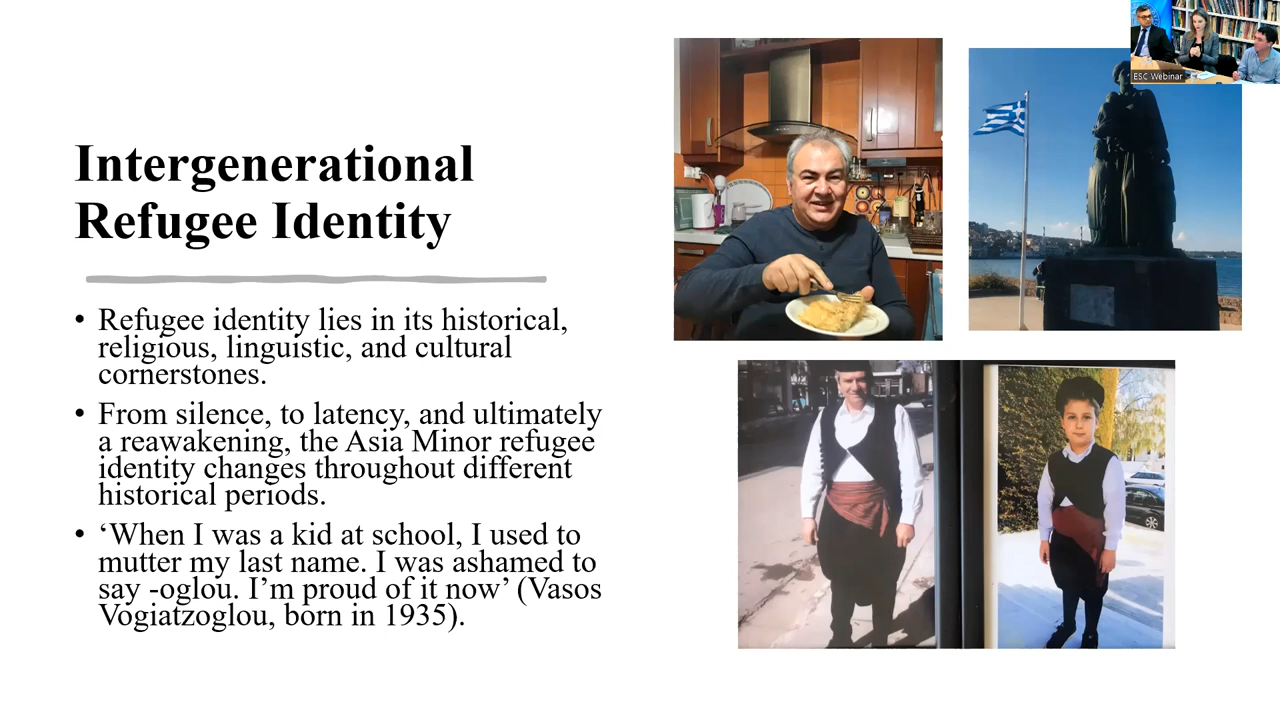 ESC Webinar
Intergenerational
Refugee Identity
• Refugee identity lies in its historical,
religious, linguistic, and cultural
cornerstones.
• From silence, to latency, and ultimately
a reawakening, the Asia Minor refugee
identity changes throughout different
historical periods.
• ‘When I was a kid at school, I used to
mutter my last name. I was ashamed to
say -oglou. I’m proud of it now’ (Vasos
Vogiatzoglou, born in 1935).